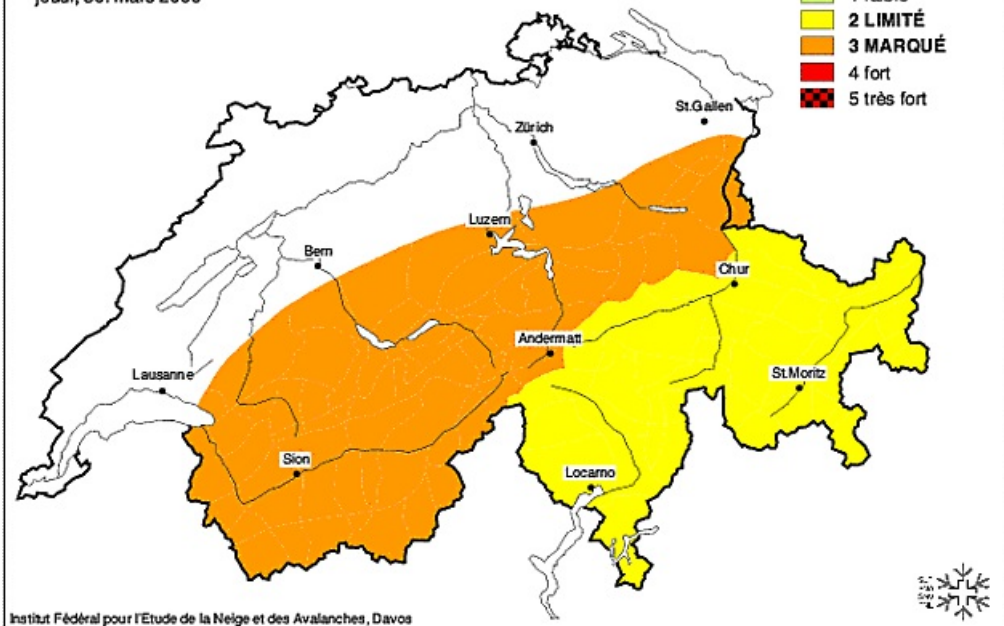 2 LIMITÉ
3 MARQUÉ
4 fort
5 très fort
St.Gallen
Zürich
Luzern
Bern
Chur
Andermatt
Lausanne
St.Moritz
Sion
Locarno
Institut Fédéral pour l'Etude de la Neige et des Avalanches, Davos